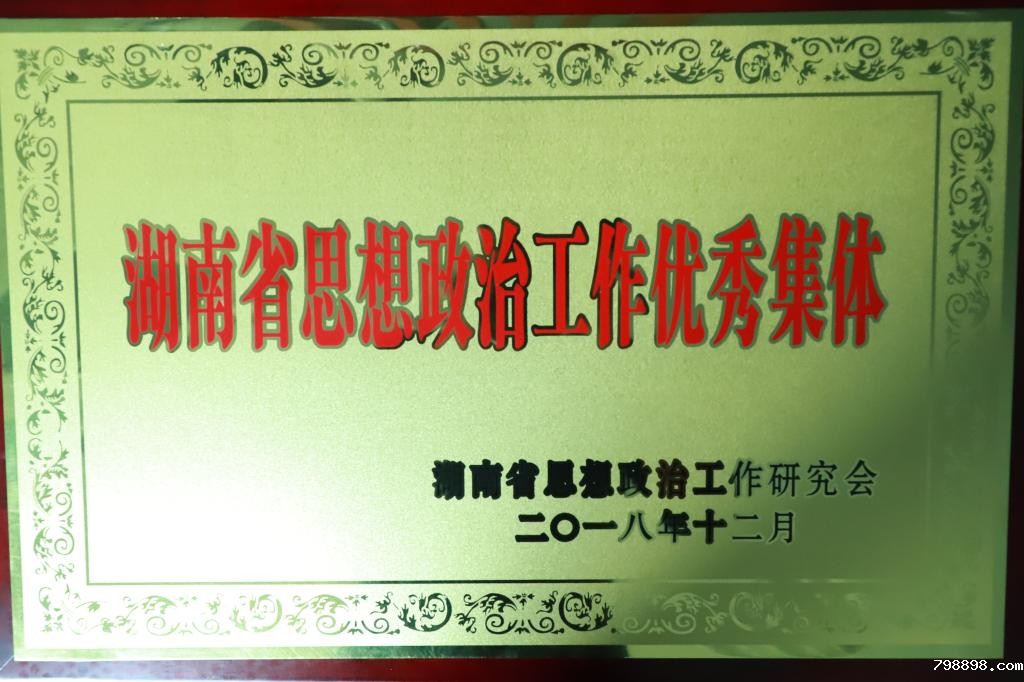 湖南省思想政治工作优秀集体
湖南省思想政治工作研究会
二〇一八年十二月
798898.com